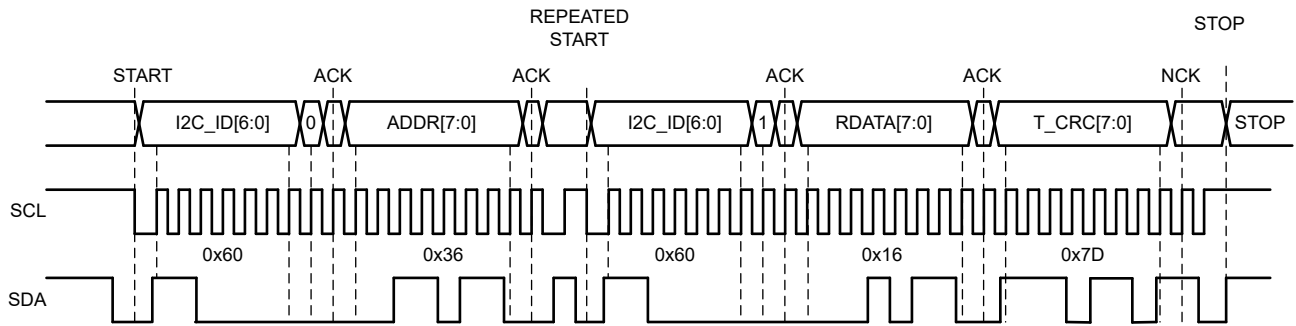 REPEATED
START
STOP
START ACK ACK ACK ACK NCK
I2C_ID[6:0] 0 ADDR[7:0] I2C_ID[6:0] 1 RDATA[7:0] T_CRC[7:0] STOP
SCL
0x60 0x36 0x60 0x16 0x7D
SDA